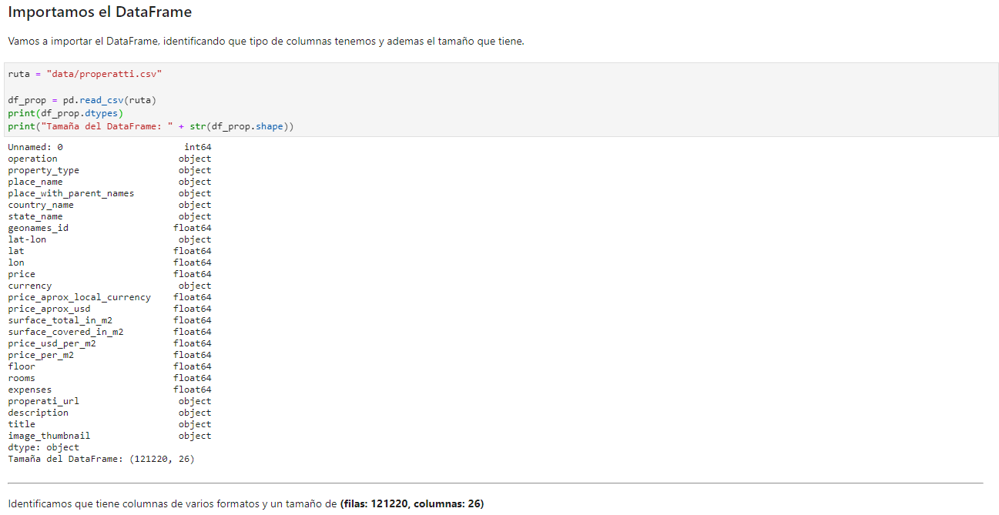 Importamos el DataFrame
Vamos a importar el DataFrame, identificando que tipo de columnas tenemos y ademas el tamaño que tiene.
ruta = "data/properatti.csv"
df_prop = pd.read_csv(ruta)
print(df_prop.dtypes)
print("Tamaña del DataFrame: " + str(df_prop.shape))
Unnamed: 0 int64
operation object
property_type object
place_name object
place_with_parent_names object
country_name object
state_name object
geonames_id float64
lat-lon object
lat float64
lon float64
price float64
currency object
price_aprox_local_currency float64
price_aprox_usd float64
surface_total_in_m2 float64
surface_covered_in_m2 float64
price_usd_per_m2 float64
price_per_m2 float64
floor float64
rooms float64
expenses float64
properati_url object
description object
title object
image_thumbnail object
dtype: object
Tamaña del DataFrame: (121220, 26)
Identificamos que tiene columnas de varios formatos y un tamaño de (filas: 121220, columnas: 26)